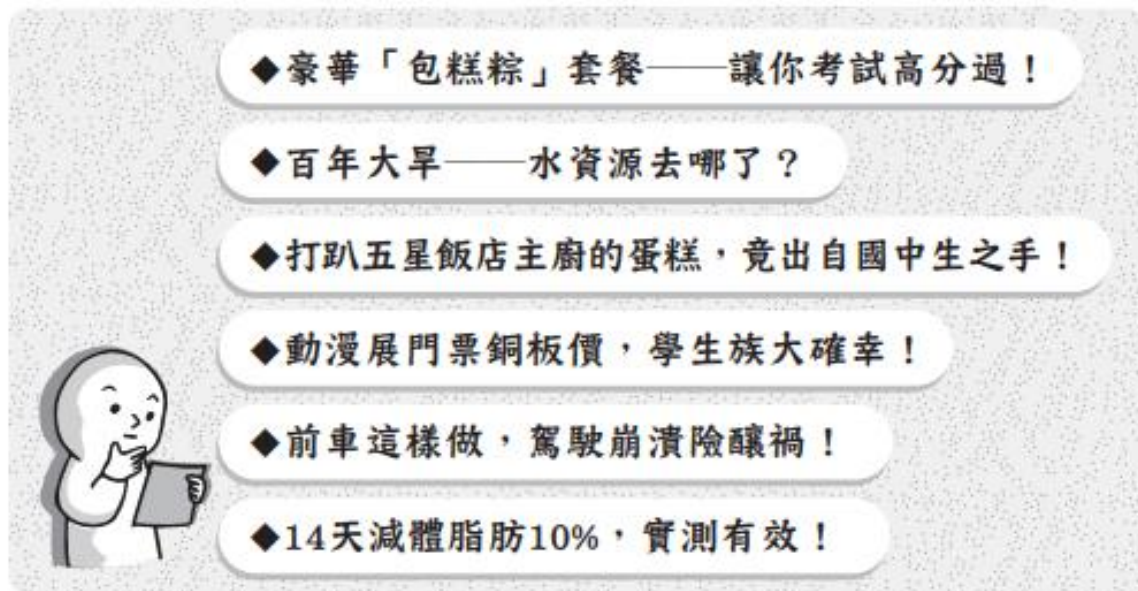 ◆豪華「包糕粽」套餐——讓你考試高分過！
◆百年大旱——水資源去哪了？
◆打趴五星飯店主廚的蛋糕，竟出自國中生之手！
◆動漫展門票銅板價，學生族大確幸！
◆前車這樣做，駕駛崩潰險釀禍！
◆14天減體脂肪10%，實測有效！